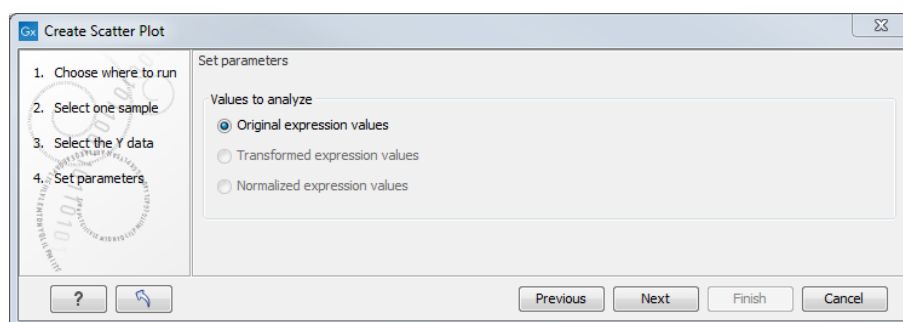 Gx Create Scatter Plot
1. Choose where to run
2. Select one sample
3. Select the Y data
4. Set parameters
Set parameters
Values to analyze
Original expression values
Transformed expression values
Normalized expression values
?
Previous
Next
Finish
Cancel